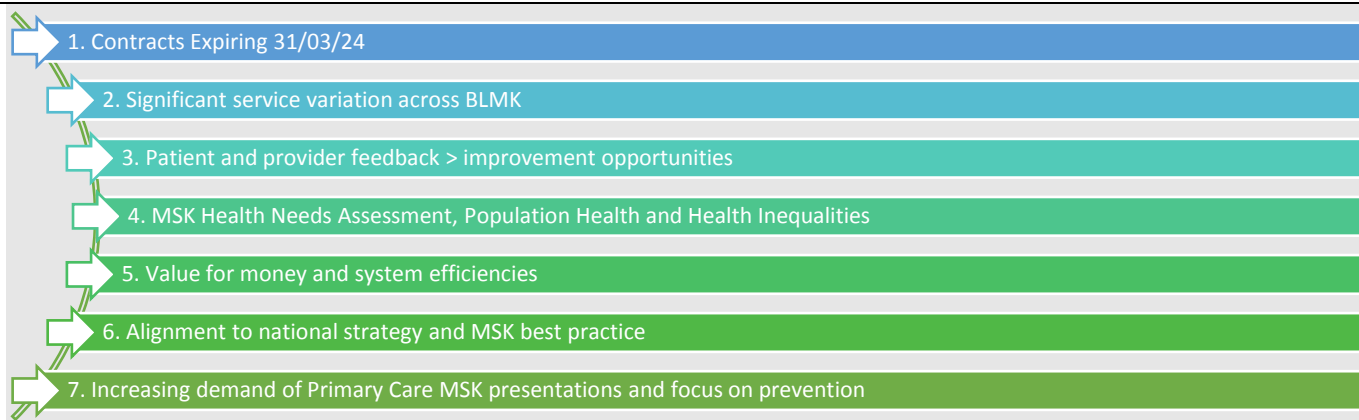 1. Contracts Expiring 31/03/24
2. Significant service variation across BLMK
3. Patient and provider feedback > improvement opportunities
4. MSK Health Needs Assessment, Population Health and Health Inequalities
5. Value for money and system efficiencies
6. Alignment to national strategy and MSK best practice
7. Increasing demand of Primary Care MSK presentations and focus on prevention